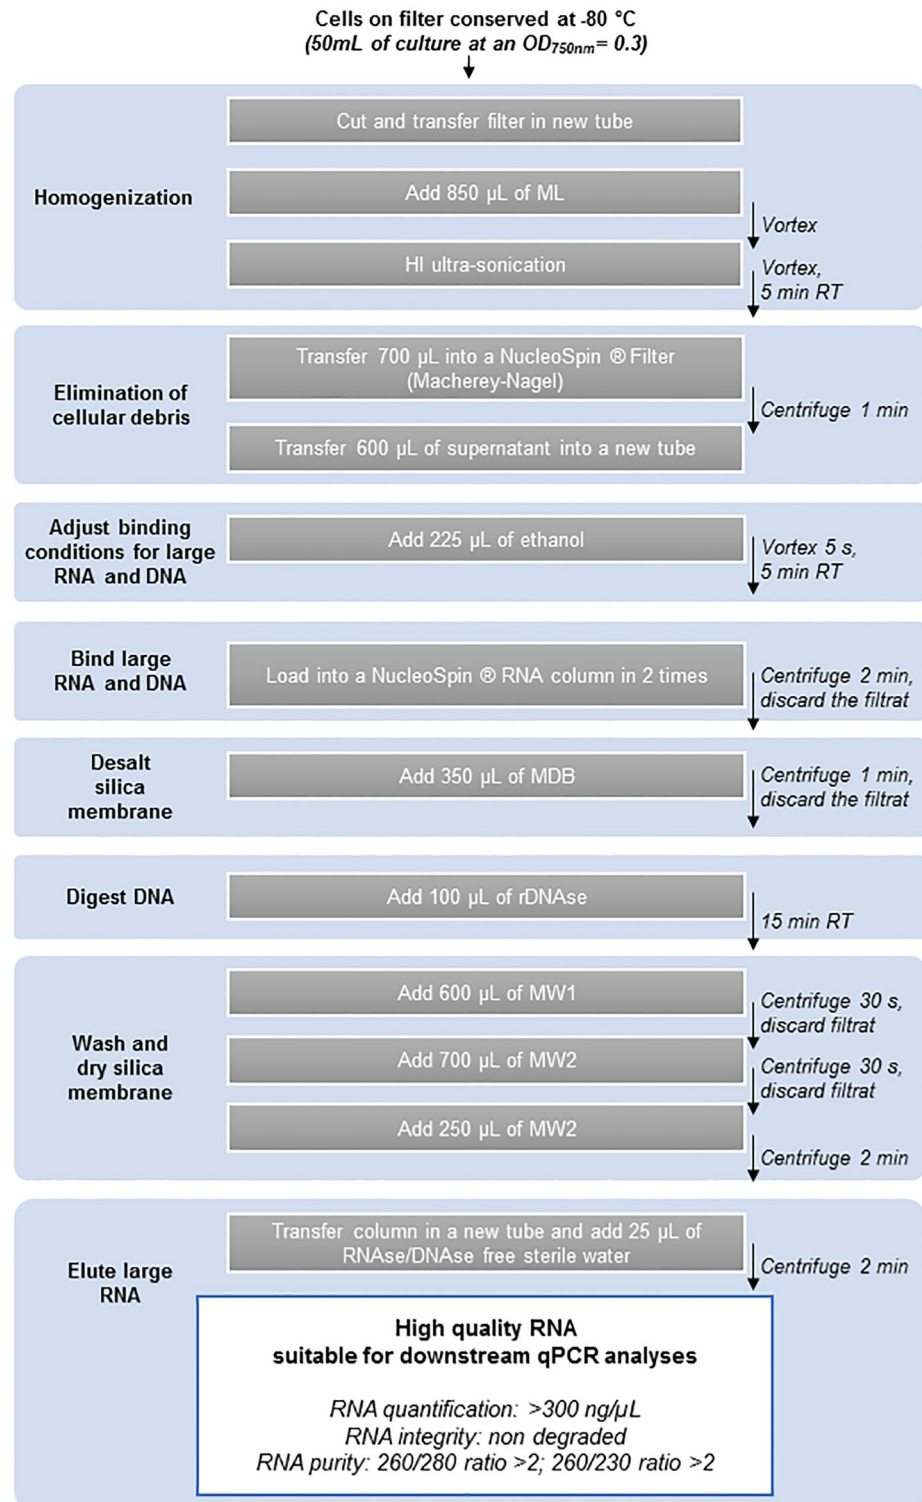 Cells on filter conserved at -80 °C
(50mL of culture at an OD750nm= 0.3)
Homogenization
Cut and transfer filter in new tube
Add 850 µL of ML
Vortex
HI ultra-sonication
Vortex,
5 min RT
Elimination of
cellular debris
Transfer 700 µL into a NucleoSpin ® Filter
(Macherey-Nagel)
Centrifuge 1 min
Transfer 600 µL of supernatant into a new tube
Adjust binding
conditions for large
RNA and DNA
Add 225 µL of ethanol
Vortex 5 s,
5 min RT
Bind large
RNA and DNA
Load into a NucleoSpin ® RNA column in 2 times
Centrifuge 2 min,
discard the filtrat
Desalt
silica
membrane
Add 350 µL of MDB
Centrifuge 1 min,
discard the filtrat
Digest DNA
Add 100 µL of rDNAse
15 min RT
Wash and
dry silica
membrane
Add 600 µL of MW1
Centrifuge 30 s,
discard filtrat
Add 700 µL of MW2
Centrifuge 30 s,
discard filtrat
Add 250 µL of MW2
Centrifuge 2 min
Elute large
RNA
Transfer column in a new tube and add 25 µL of
RNAse/DNAse free sterile water
Centrifuge 2 min
High quality RNA
suitable for downstream qPCR analyses
RNA quantification: >300 ng/µL
RNA integrity: non degraded
RNA purity: 260/280 ratio >2; 260/230 ratio >2